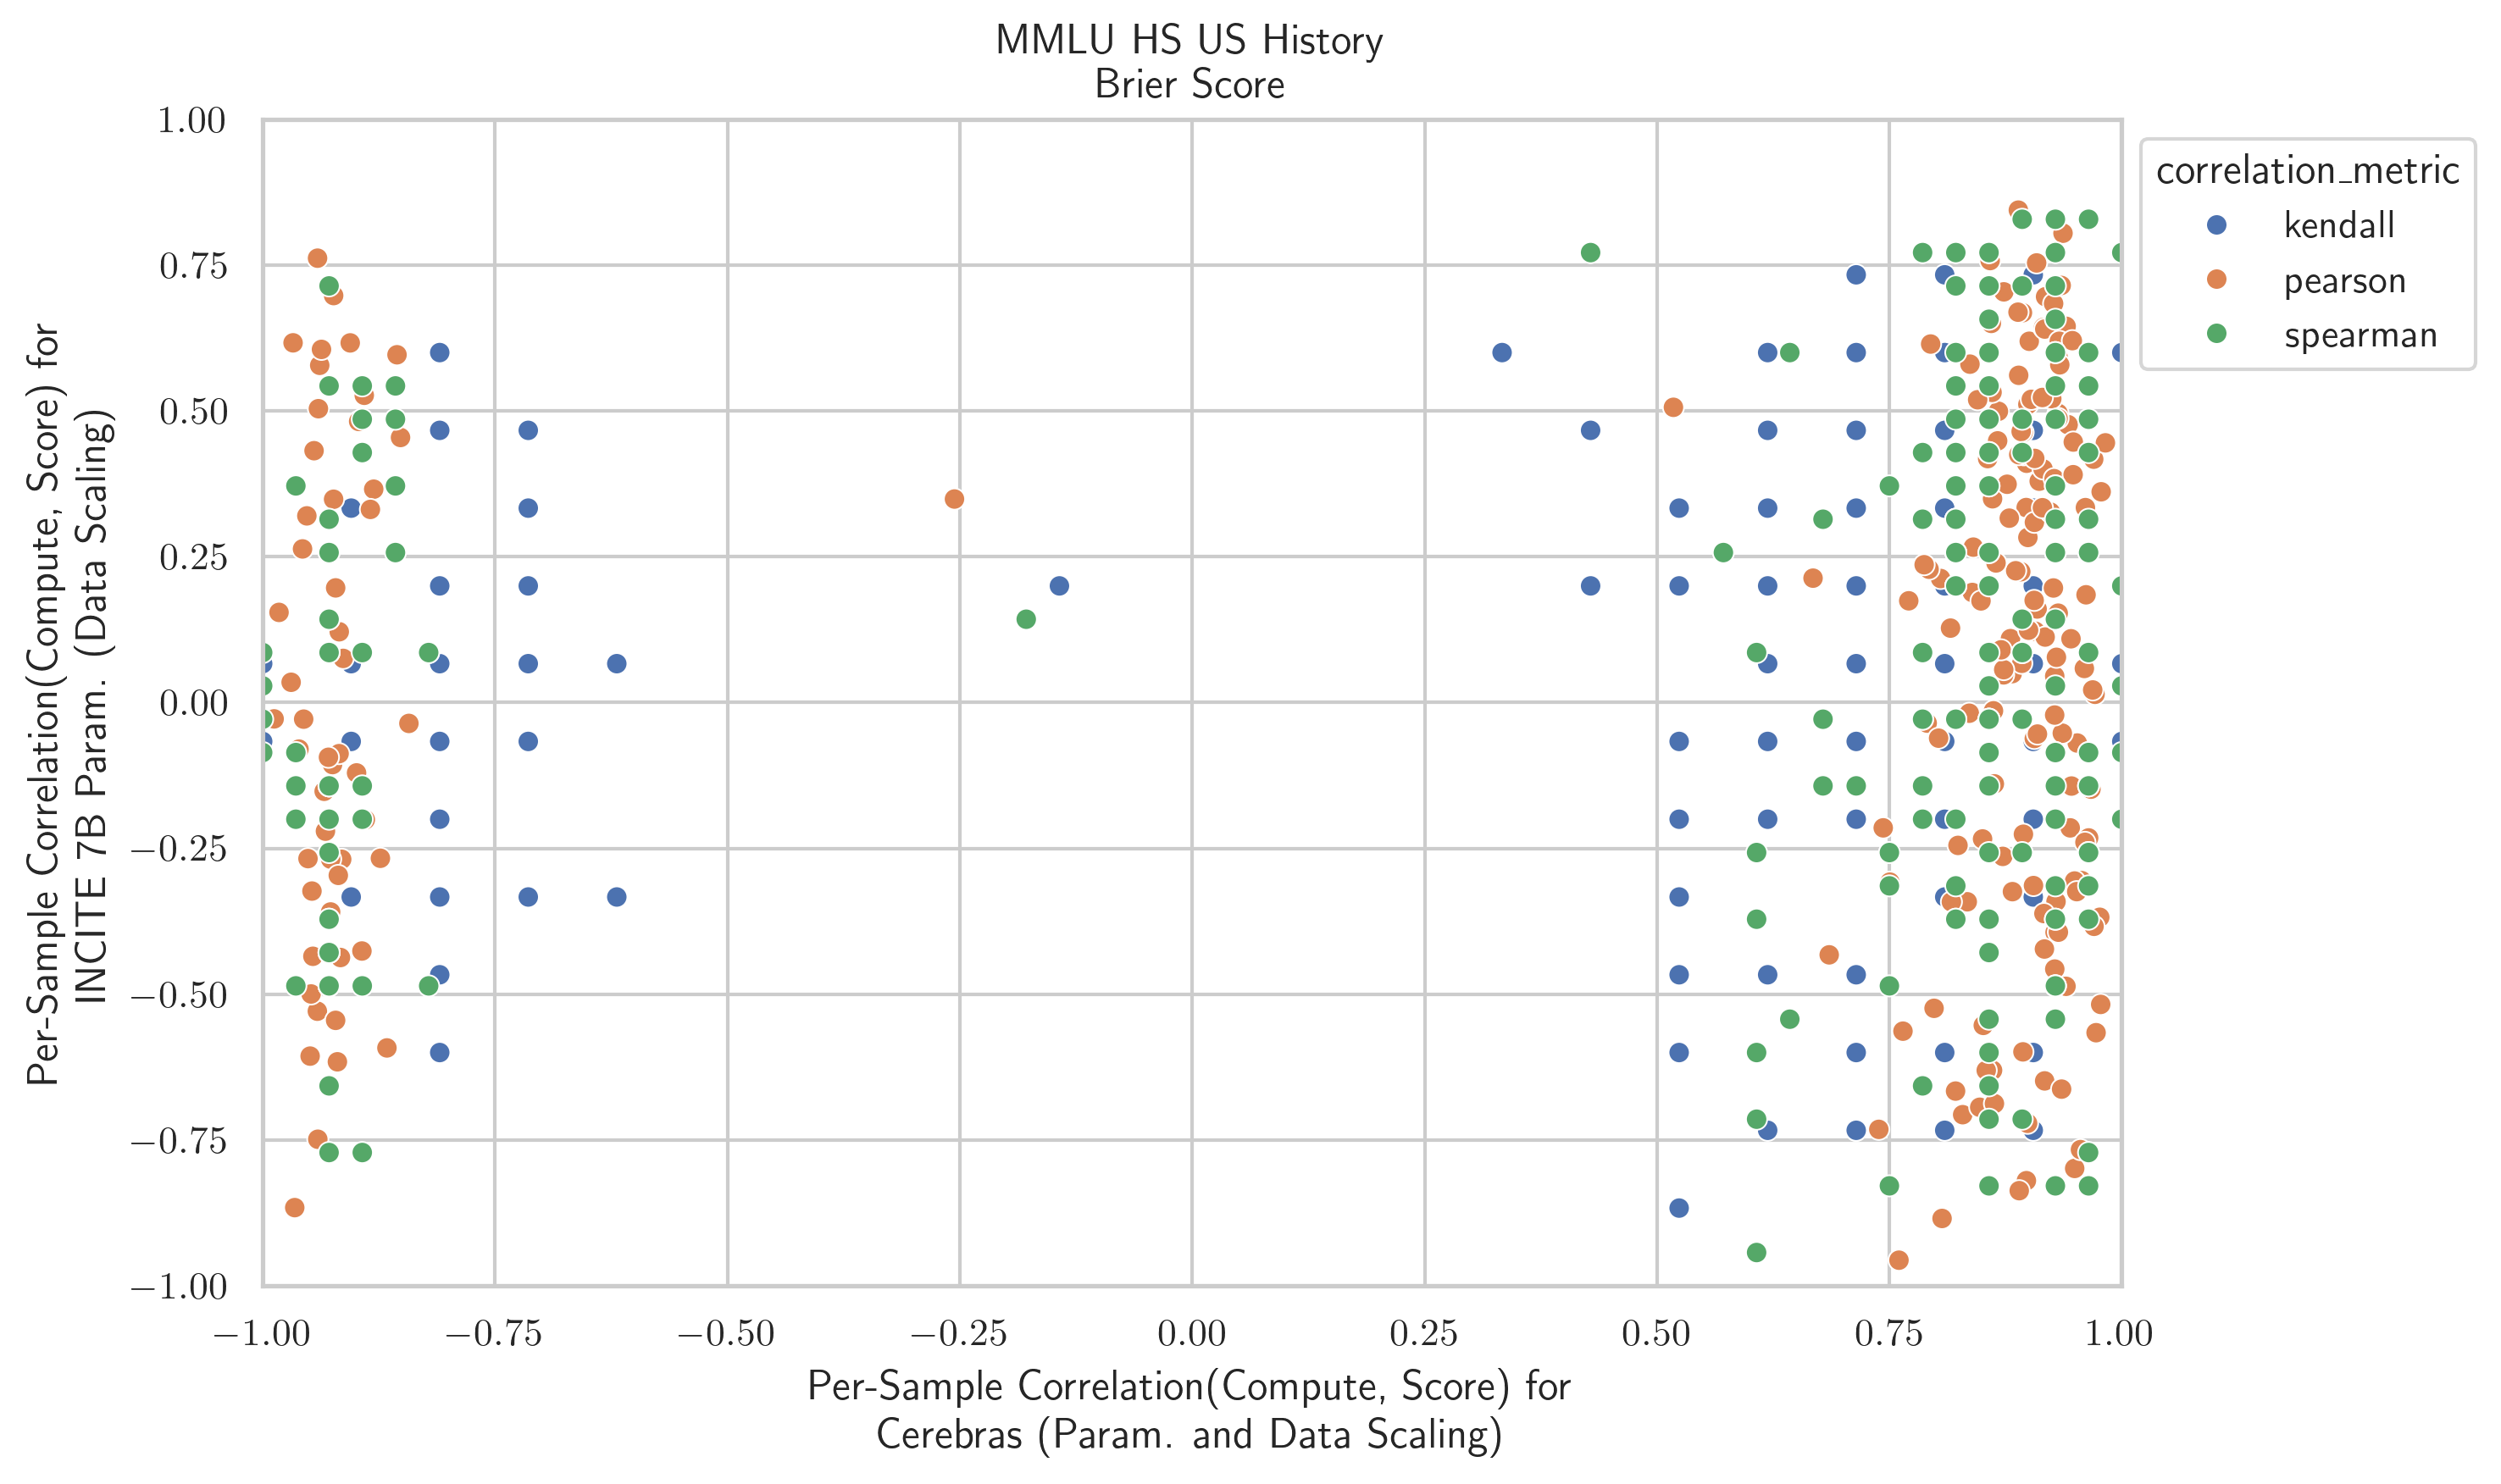 MMLU HS US History
Brier Score
1.00
0.75
0.50
0.25
0.00
−0.25
−0.50
−0.75
−1.00
Per-Sample Correlation(Compute, Score) for
INCITE 7B Param. (Data Scaling)
correlation_metric
kendall
pearson
spearman
−1.00 −0.75 −0.50 −0.25 0.00 0.25 0.50 0.75 1.00
Per-Sample Correlation(Compute, Score) for
Cerebras (Param. and Data Scaling)